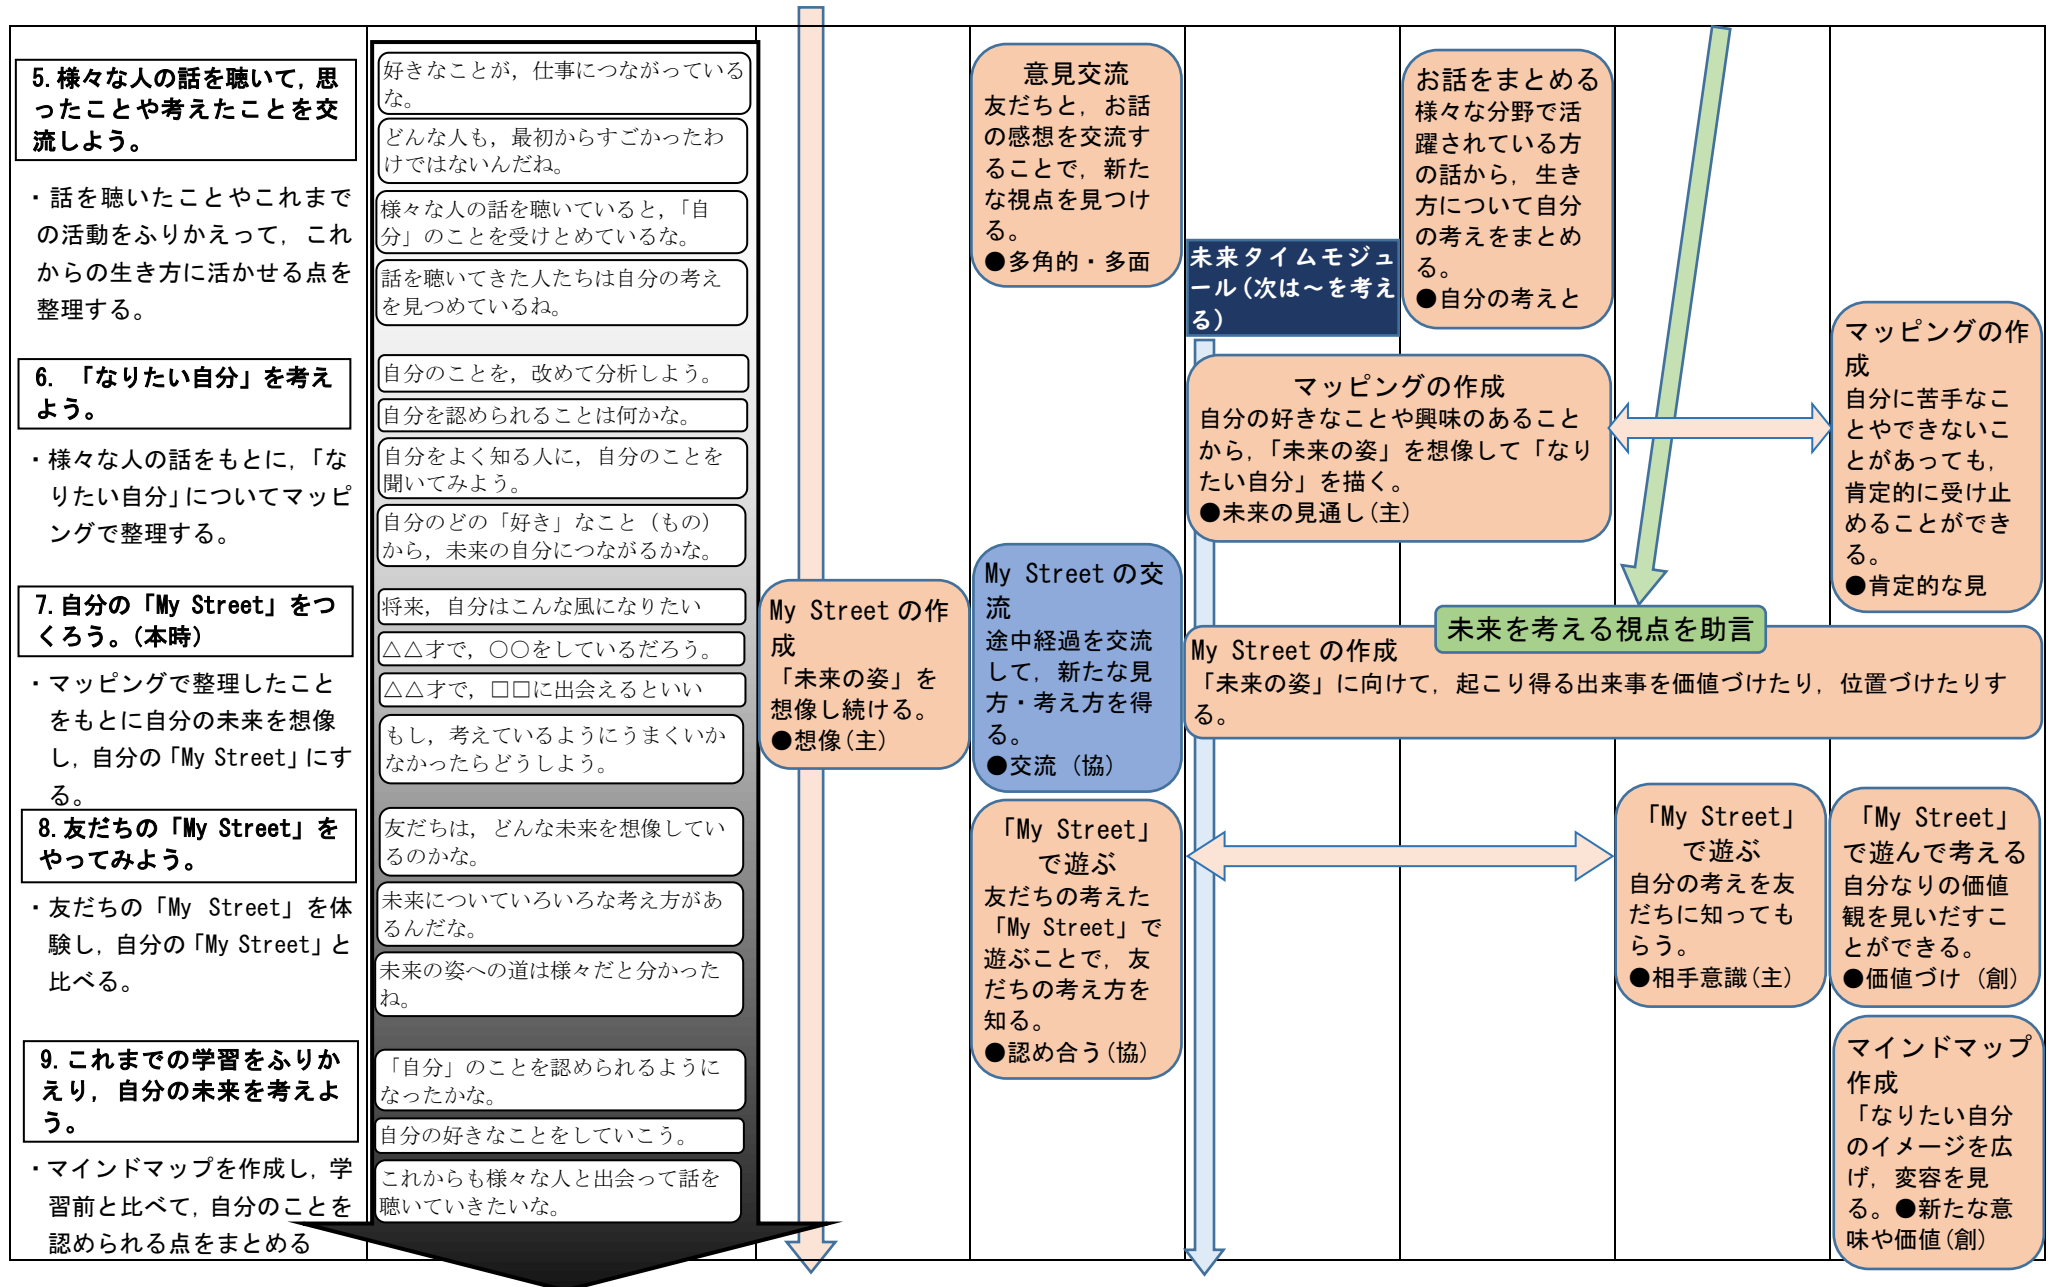 5.様々な人の話を聴いて，思
ったことや考えたことを交
流しよう。
・話を聴いたことやこれまで
の活動をふりかえって，これ
からの生き方に活かせる点を
整理する。
6. 「なりたい自分」を考え
よう。
・様々な人の話をもとに，「な
りたい自分」についてマッピ
ングで整理する。
7.自分の「My Street」をつ
くろう。（本時）
・マッピングで整理したこと
をもとに自分の未来を想像
し，自分の「My Street」にす
る。
8.友だちの「My Street」を
やってみよう。
・友だちの「My Street」を体
験し，自分の「My Street」と
比べる。
9.これまでの学習をふりか
えり，自分の未来を考えよ
う。
・マインドマップを作成し，学
習前と比べて，自分のことを
認められる点をまとめる
好きなことが，仕事につながっている
な。
どんな人も，最初からすごかったわ
けではないんだね。
様々な人の話を聴いていると，「自
分」のことを受けとめているな。
話を聴いてきた人たちは自分の考え
を見つめているね。
自分のことを，改めて分析しよう。
自分を認められることは何かな。
自分をよく知る人に，自分のことを
聞いてみよう。
自分のどの「好き」なこと（もの）
から，未来の自分につながるかな。
将来，自分はこんな風になりたい
△△才で，○○をしているだろう。
△△才で，□□に出会えるといい
もし，考えているようにうまくいか
なかったらどうしよう。
友だちは，どんな未来を想像してい
るのかな。
未来についていろいろな考え方があ
るんだな。
未来の姿への道は様々だと分かった
ね。
「自分」のことを認められるように
なったかな。
自分の好きなことをしていこう。
これからも様々な人と出会って話を
聴いていきたいな。
My Street の作
成
「未来の姿」を
想像し続ける。
●想像(主)
意見交流
友だちと，お話
の感想を交流す
ることで，新た
な視点を見つけ
る。
●多角的・多面
My Street の交
流
途中経過を交流
して，新たな見
方・考え方を得
る。
●交流（協）
「My Street」
で遊ぶ
友だちの考えた
「My Street」で
遊ぶことで，友
だちの考え方を
知る。
●認め合う(協)
未来タイムモジュ
ール(次は～を考え
る)
お話をまとめる
様々な分野で活
躍されている方
の話から，生き
方について自分
の考えをまとめ
る。
●自分の考えと
マッピングの作成
自分の好きなことや興味のあること
から，「未来の姿」を想像して「なり
たい自分」を描く。
●未来の見通し(主)
マッピングの作
成
自分に苦手なこ
とやできないこ
とがあっても，
肯定的に受け止
めることができ
る。
●肯定的な見
未来を考える視点を助言
My Street の作成
「未来の姿」に向けて，起こり得る出来事を価値づけたり，位置づけたりす
る。
「My Street」
で遊ぶ
自分の考えを友
だちに知っても
らう。
●相手意識(主)
「My Street」
で遊んで考える
自分なりの価値
観を見いだすこ
とができる。
●価値づけ（創）
マインドマップ
作成
「なりたい自分
のイメージを広
げ，変容を見
る。●新たな意
味や価値(創)